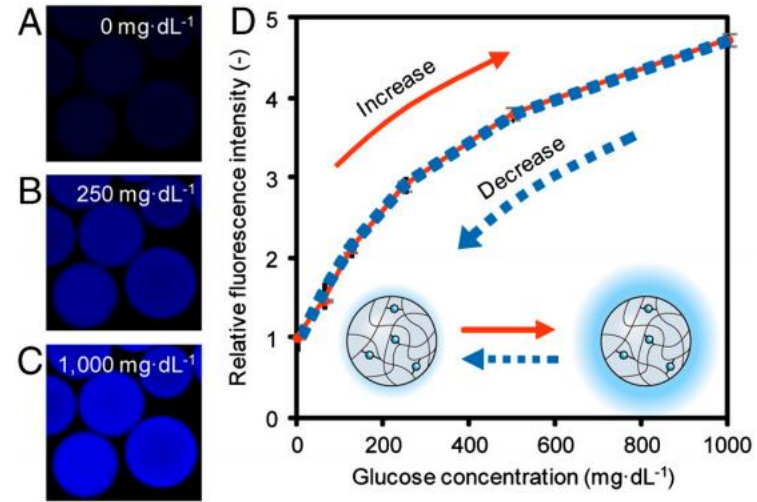 A
0 mg·dL⁻¹
B
250 mg·dL⁻¹
C
1,000 mg·dL⁻¹
D
Relative fluorescence intensity (-)
5
4
3
2
1
0
Increase
Decrease
0
200
400
600
800
1000
Glucose concentration (mg·dL⁻¹)